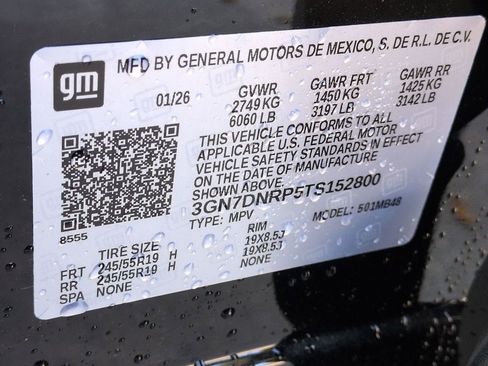 gm
MFD BY GENERAL MOTORS DE MEXICO, S. DE R.L. DE C.V.
01/26 GVWR GAWR FRT GAWR RR
2749 KG 1450 KG 1425 KG
6060 LB 3197 LB 3142 LB
THIS VEHICLE CONFORMS TO ALL
APPLICABLE U.S. FEDERAL MOTOR
VEHICLE SAFETY STANDARDS IN EFFECT
ON THE DATE OF MANUFACTURE
SHOWN ABOVE.
3GN7DNRP5TS152800
TYPE: MPV MODEL: 501MB48
8555
TIRE SIZE RIM
FRT 245/55R19 H 19X8.5J
RR 245/55R19 H 19X8.5J
SPA NONE NONE